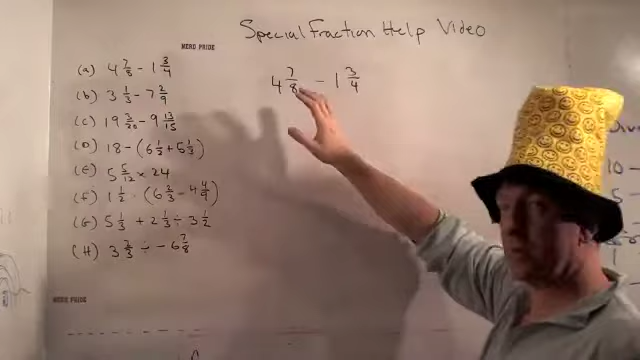 Special Fraction Help Video
NERD PRIDE
4 7/8 - 1 3/4
(a) 4 7/8 - 1 3/4
(b) 3 1/3 - 7 2/9
(c) 19 3/20 - 9 13/15
(D) 18 - (6 1/2 + 5 1/3)
(E) 5 5/12 × 24
(F) 1 1/2 · (6 2/3 - 4 4/9)
(G) 5 1/3 + 2 1/3 ÷ 3 1/2
(H) 3 2/3 ÷ - 6 7/8
NERD PRIDE
Div
10 -